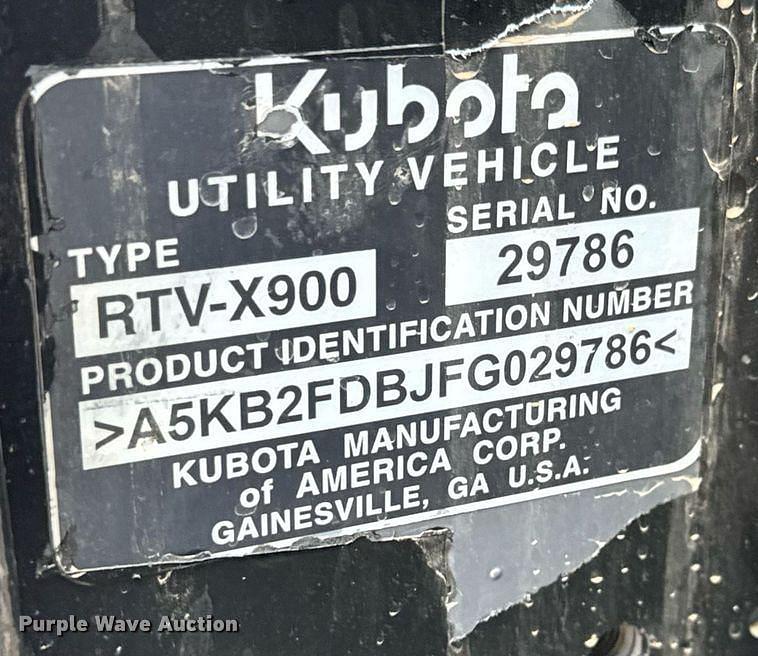 Kubota
UTILITY VEHICLE
TYPE
SERIAL NO.
RTV-X900
29786
PRODUCT IDENTIFICATION NUMBER
>A5KB2FDBJFG029786<
KUBOTA MANUFACTURING
of AMERICA CORP.
GAINESVILLE, GA U.S.A.
Purple Wave Auction